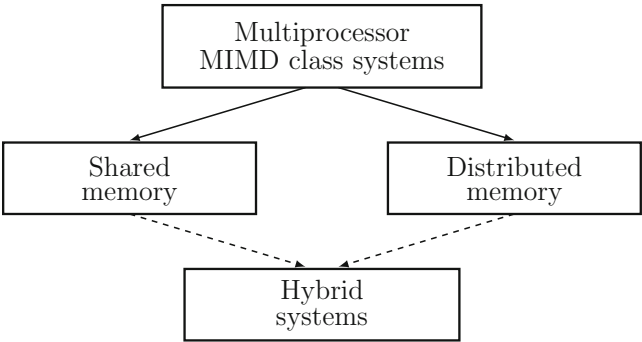 Multiprocessor
MIMD class systems
Shared
memory
Distributed
memory
Hybrid
systems